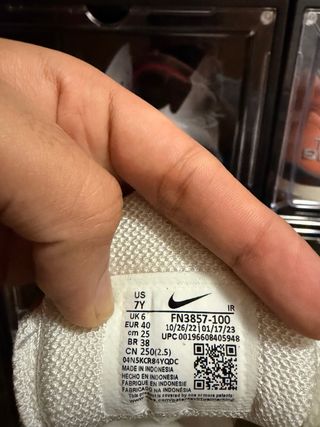 US
7Y
UK 6
EUR 40
cm 25
BR 38
CN 250(2.5)
IR
FN3857-100
10/26/22 01/17/23
UPC 00196608405948
04N5KCR84YQDC
MADE IN INDONESIA
HECHO EN INDONESIA
FABRIQUE EN INDONESIE
FABRICADO NA INDONÉSIA